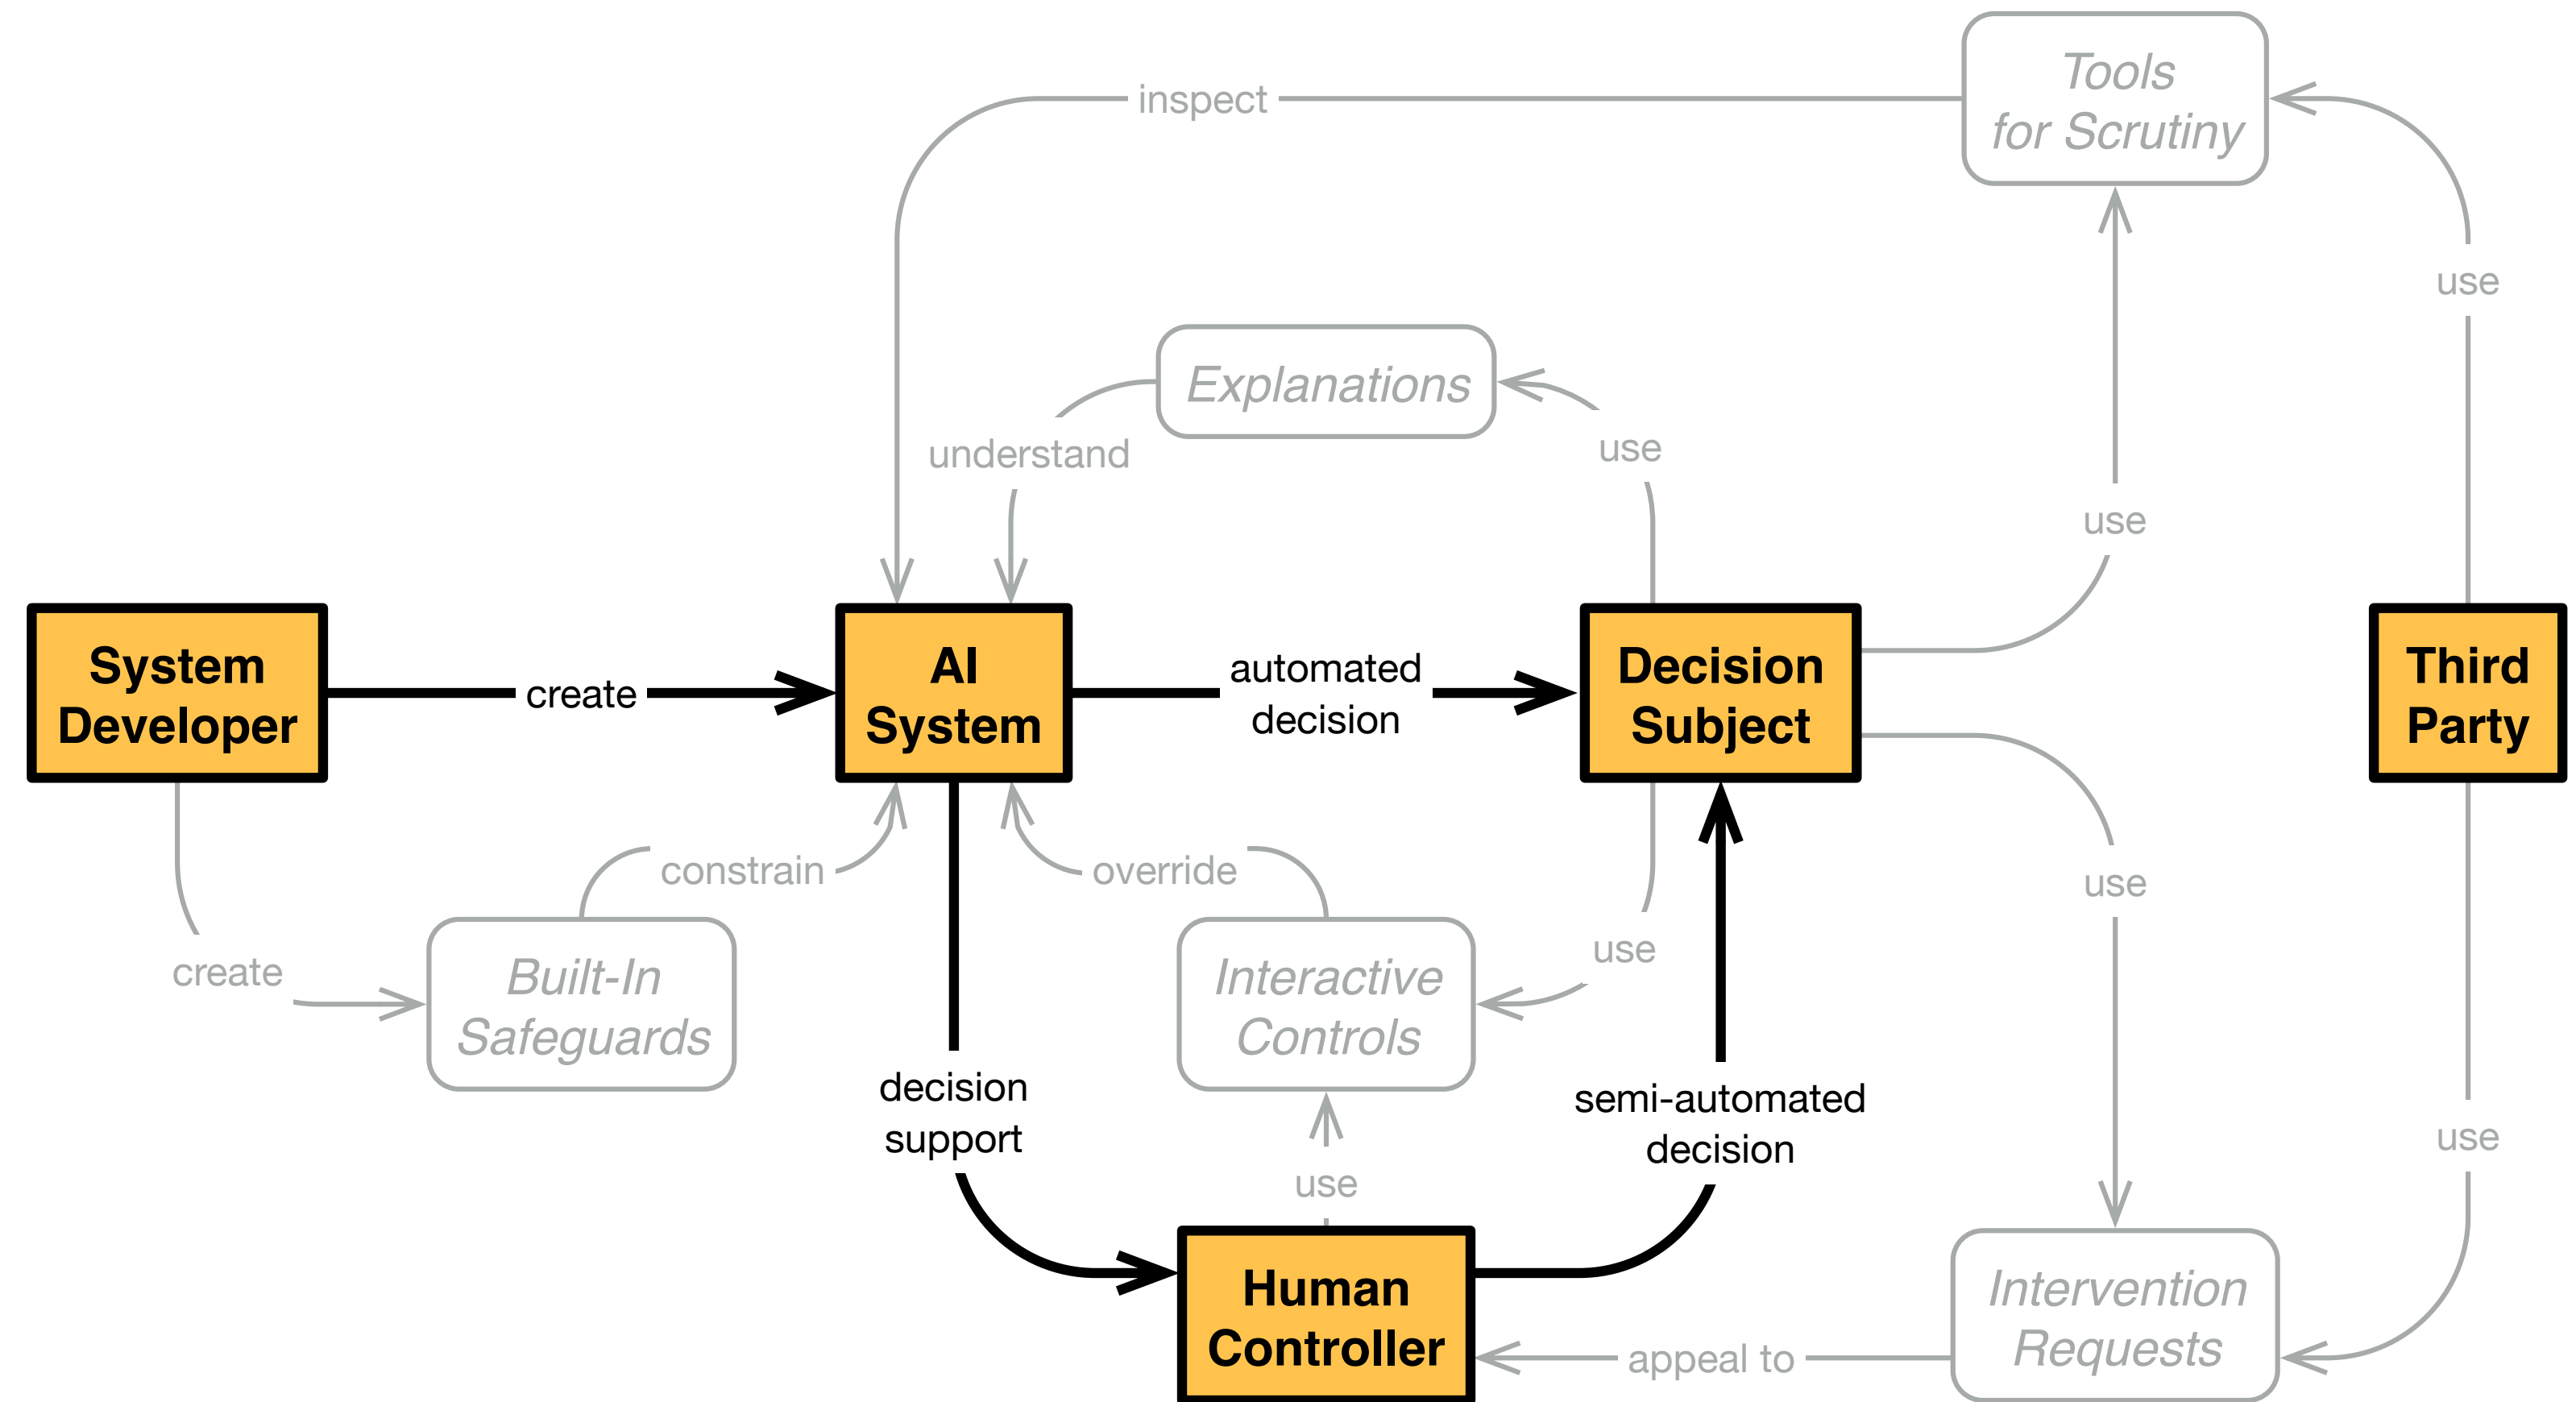 Tools
for Scrutiny
inspect
use
Explanations
understand
use
use
System
Developer
create
AI
System
automated
decision
Decision
Subject
Third
Party
constrain
override
use
create
Built-In
Safeguards
Interactive
Controls
use
decision
support
semi-automated
decision
use
use
Human
Controller
appeal to
Intervention
Requests